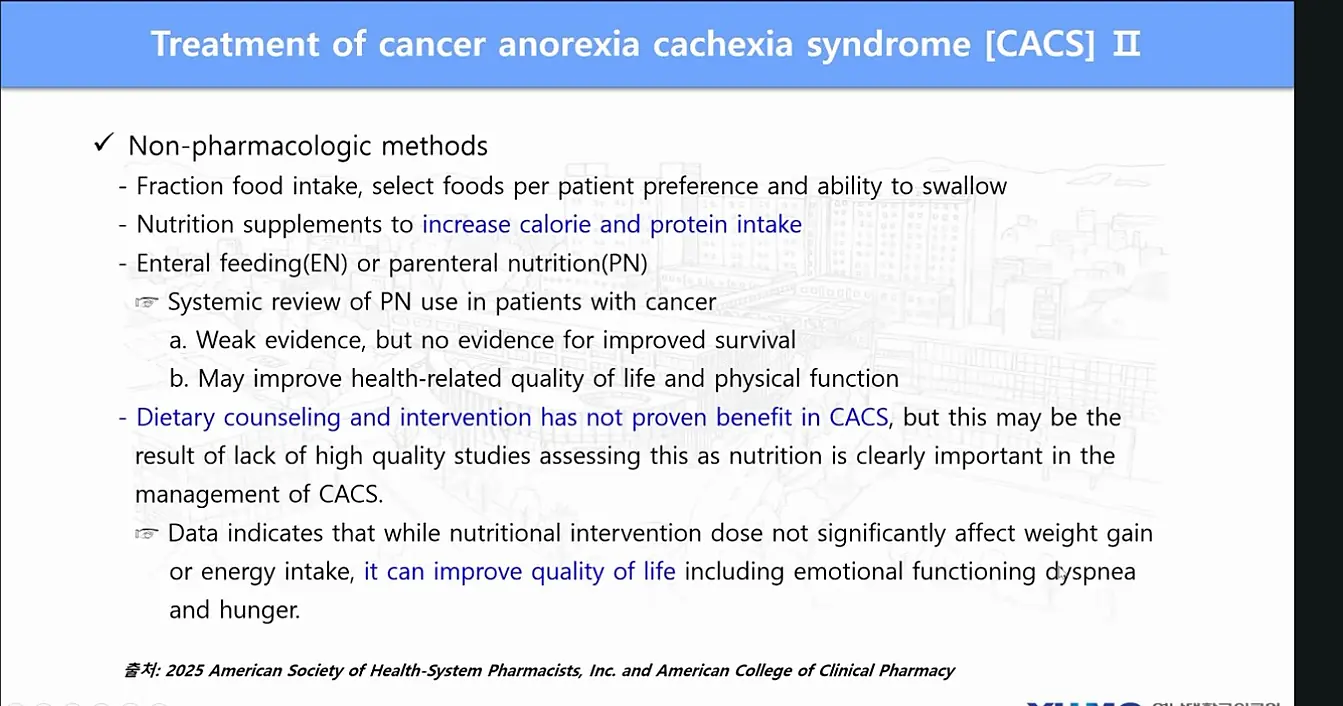 Treatment of cancer anorexia cachexia syndrome [CACS] Ⅱ
✓ Non-pharmacologic methods
- Fraction food intake, select foods per patient preference and ability to swallow
- Nutrition supplements to increase calorie and protein intake
- Enteral feeding(EN) or parenteral nutrition(PN)
☞ Systemic review of PN use in patients with cancer
a. Weak evidence, but no evidence for improved survival
b. May improve health-related quality of life and physical function
- Dietary counseling and intervention has not proven benefit in CACS, but this may be the
result of lack of high quality studies assessing this as nutrition is clearly important in the
management of CACS.
☞ Data indicates that while nutritional intervention dose not significantly affect weight gain
or energy intake, it can improve quality of life including emotional functioning dyspnea
and hunger.
출처: 2025 American Society of Health-System Pharmacists, Inc. and American College of Clinical Pharmacy